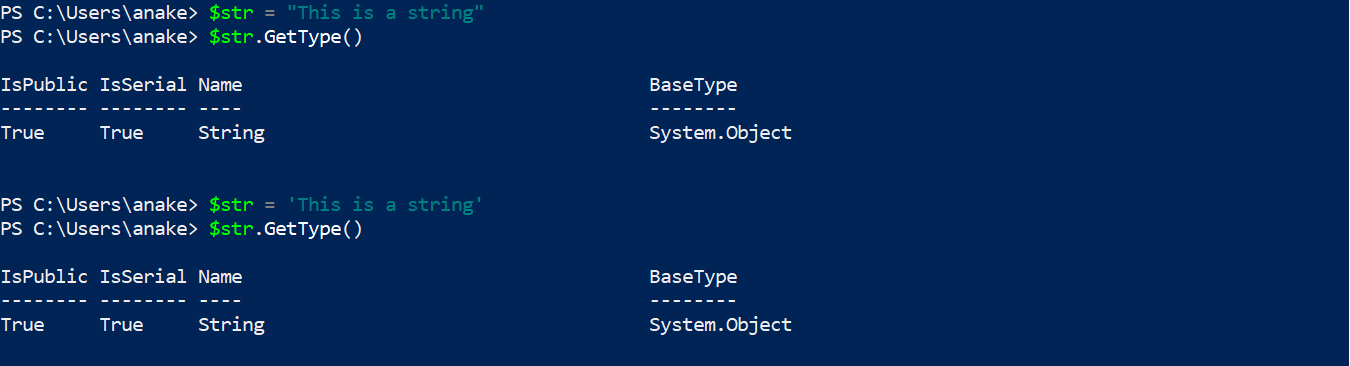 PS C:\Users\anake> $str = "This is a string"
PS C:\Users\anake> $str.GetType()
IsPublic IsSerial Name                                     BaseType
-------- -------- ----                                     --------
True     True     String                                   System.Object
PS C:\Users\anake> $str = 'This is a string'
PS C:\Users\anake> $str.GetType()
IsPublic IsSerial Name                                     BaseType
-------- -------- ----                                     --------
True     True     String                                   System.Object